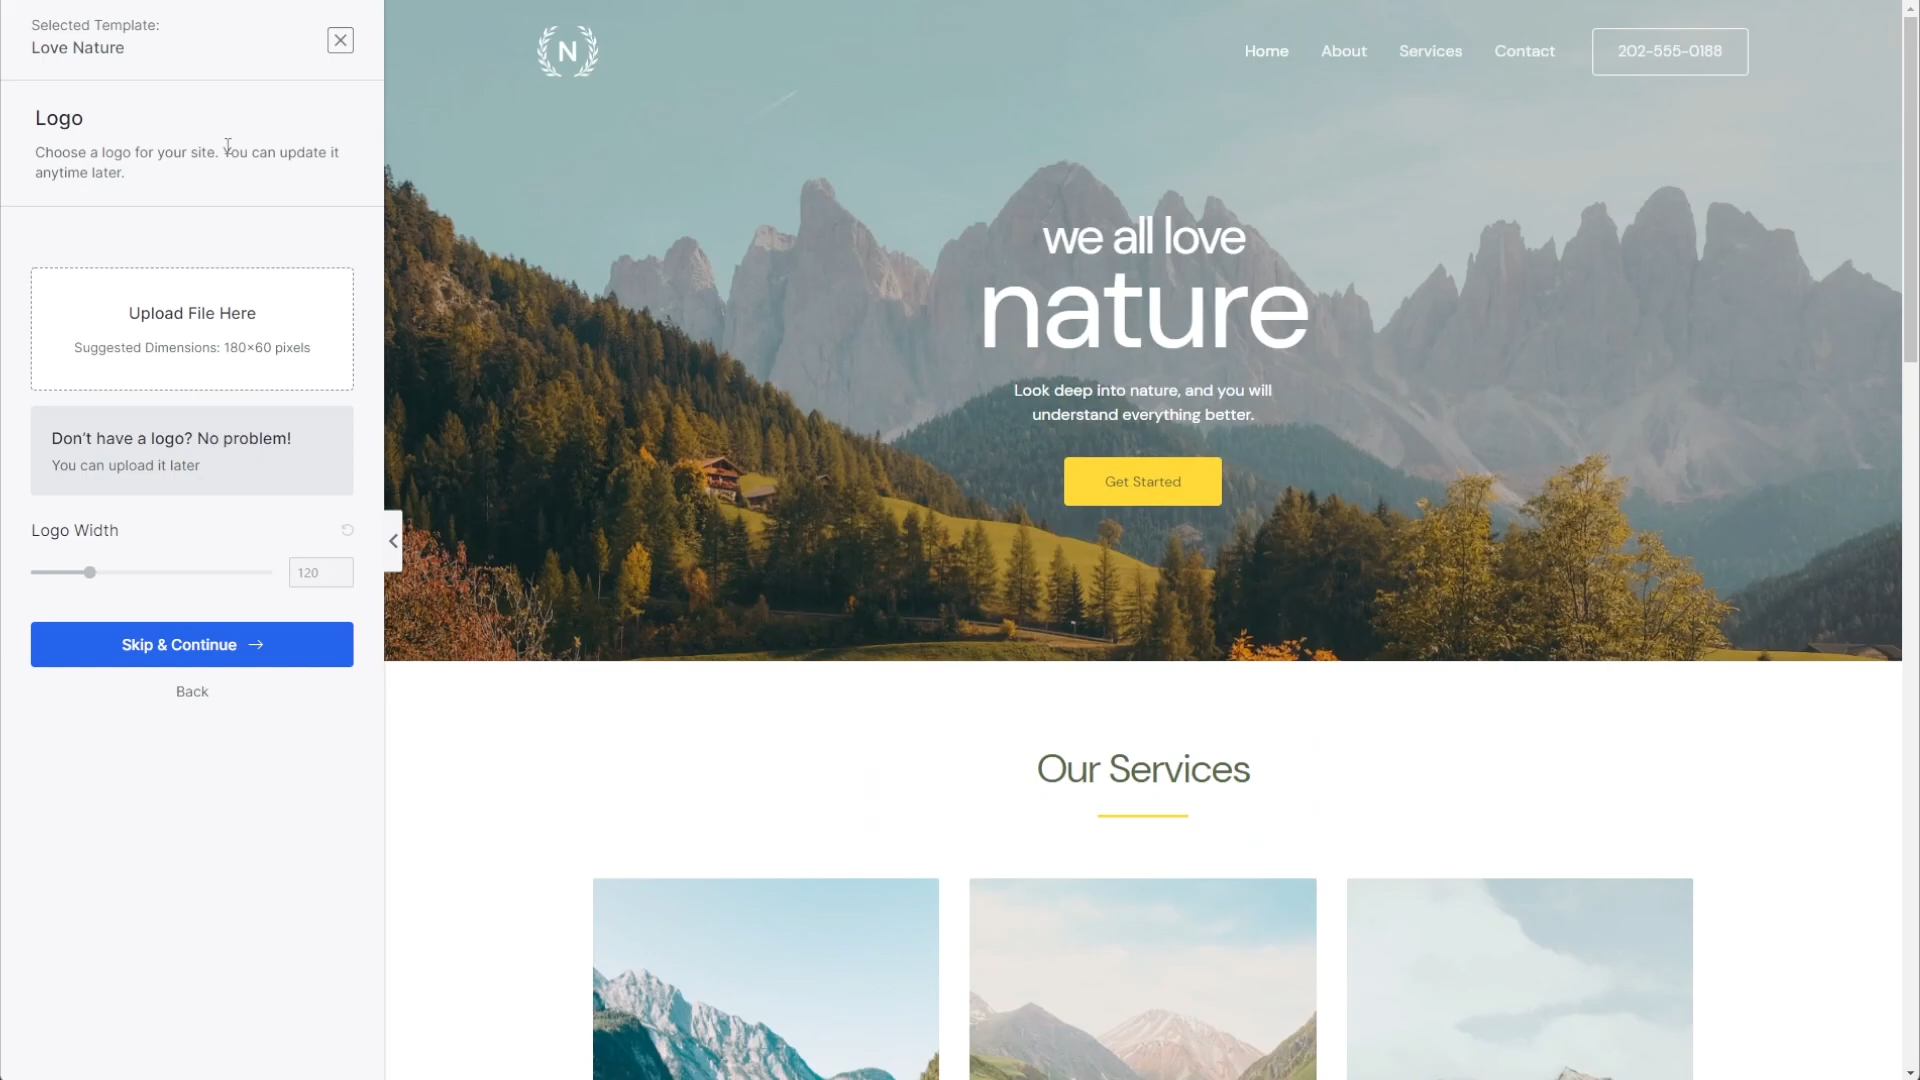 Selected Template:
Love Nature
Logo
Choose a logo for your site. You can update it
anytime later.
Upload File Here
Suggested Dimensions: 180×60 pixels
Don't have a logo? No problem!
You can upload it later
Logo Width
120
Skip & Continue →
Back
N
Home
About
Services
Contact
202-555-0188
we all love
nature
Look deep into nature, and you will
understand everything better.
Get Started
Our Services